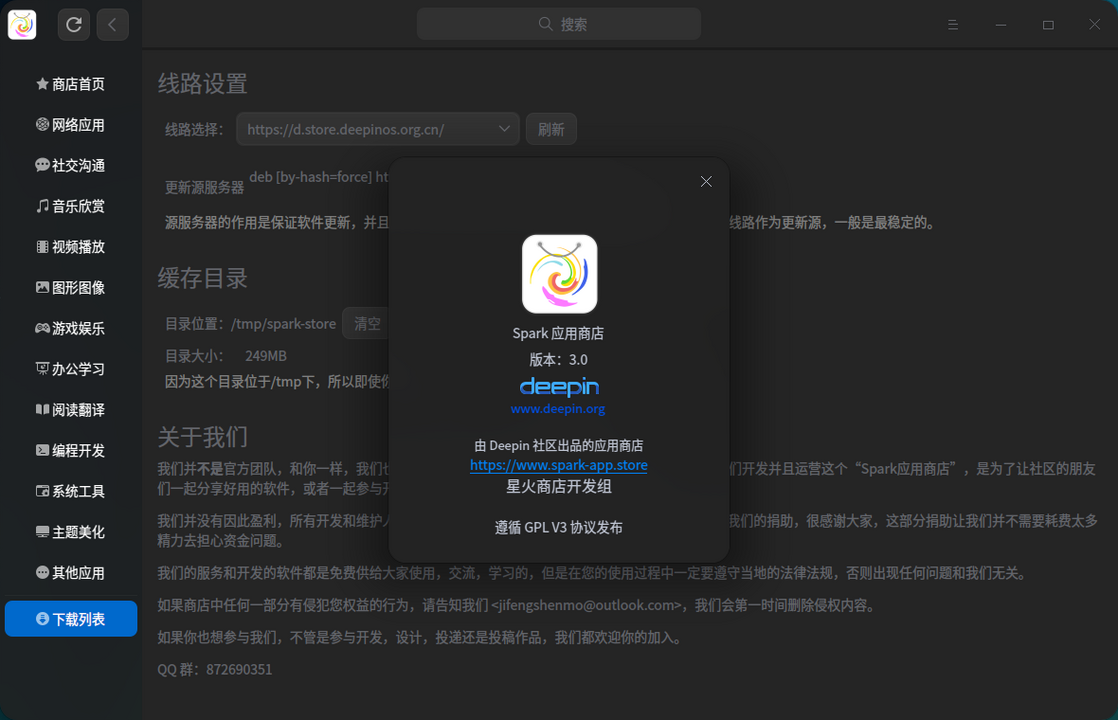 搜索
商店首页
网络应用
社交沟通
音乐欣赏
视频播放
图形图像
游戏娱乐
办公学习
阅读翻译
编程开发
系统工具
主题美化
其他应用
下载列表
线路设置
线路选择： https://d.store.deepinos.org.cn/ 刷新
更新源服务器 deb [by-hash=force] ht
源服务器的作用是保证软件更新，并且 线路作为更新源，一般是最稳定的。
缓存目录
目录位置：/tmp/spark-store 清空
目录大小： 249MB
因为这个目录位于/tmp下，所以即使
关于我们
我们并不是官方团队，和你一样，我们 们开发并且运营这个“Spark应用商店”，是为了让社区的朋友
们一起分享好用的软件，或者一起参与开
我们并没有因此盈利，所有开发和维护人 我们的捐助，很感谢大家，这部分捐助让我们并不需要耗费太多
精力去担心资金问题。
我们的服务和开发的软件都是免费供给大家使用，交流，学习的，但是在您的使用过程中一定要遵守当地的法律法规，否则出现任何问题和我们无关。
如果商店中任何一部分有侵犯您权益的行为，请告知我们 <jifengshenmo@outlook.com>，我们会第一时间删除侵权内容。
如果你也想参与我们，不管是参与开发，设计，投递还是投稿作品，我们都欢迎你的加入。
QQ 群：872690351
Spark 应用商店
版本：3.0
deepin
www.deepin.org
由 Deepin 社区出品的应用商店
https://www.spark-app.store
星火商店开发组
遵循 GPL V3 协议发布